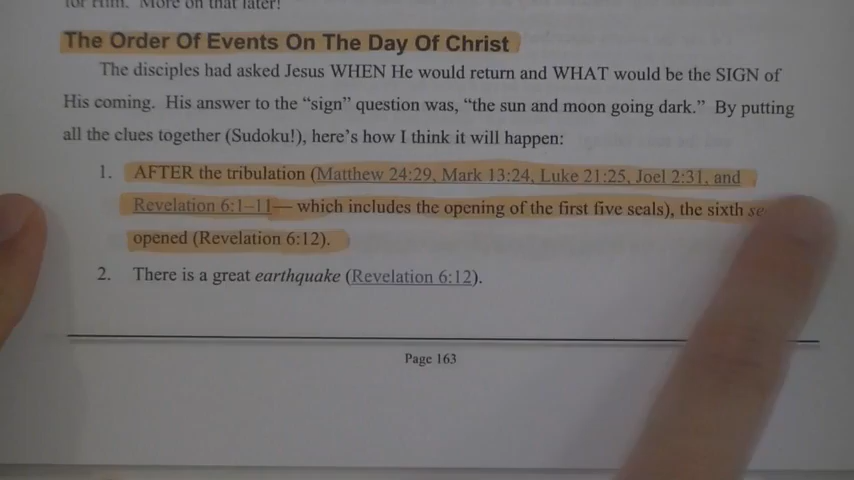 for Him. More on that later!
The Order Of Events On The Day Of Christ
The disciples had asked Jesus WHEN He would return and WHAT would be the SIGN of
His coming. His answer to the “sign” question was, “the sun and moon going dark.” By putting
all the clues together (Sudoku!), here’s how I think it will happen:
1. AFTER the tribulation (Matthew 24:29, Mark 13:24, Luke 21:25, Joel 2:31, and
Revelation 6:1–11— which includes the opening of the first five seals), the sixth
opened (Revelation 6:12).
2. There is a great earthquake (Revelation 6:12).
Page 163